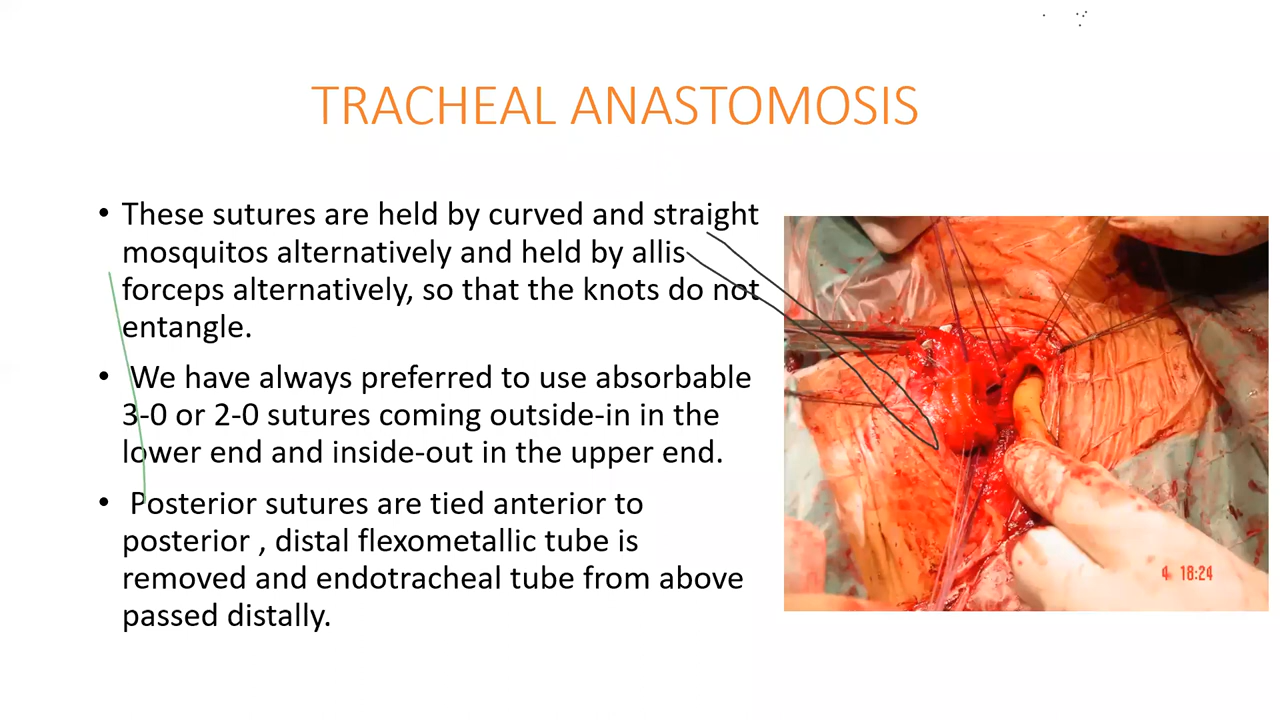 TRACHEAL ANASTOMOSIS
• These sutures are held by curved and straight
mosquitos alternatively and held by allis
forceps alternatively, so that the knots do not
entangle.
• We have always preferred to use absorbable
3-0 or 2-0 sutures coming outside-in in the
lower end and inside-out in the upper end.
• Posterior sutures are tied anterior to
posterior , distal flexometallic tube is
removed and endotracheal tube from above
passed distally.
4 18:24